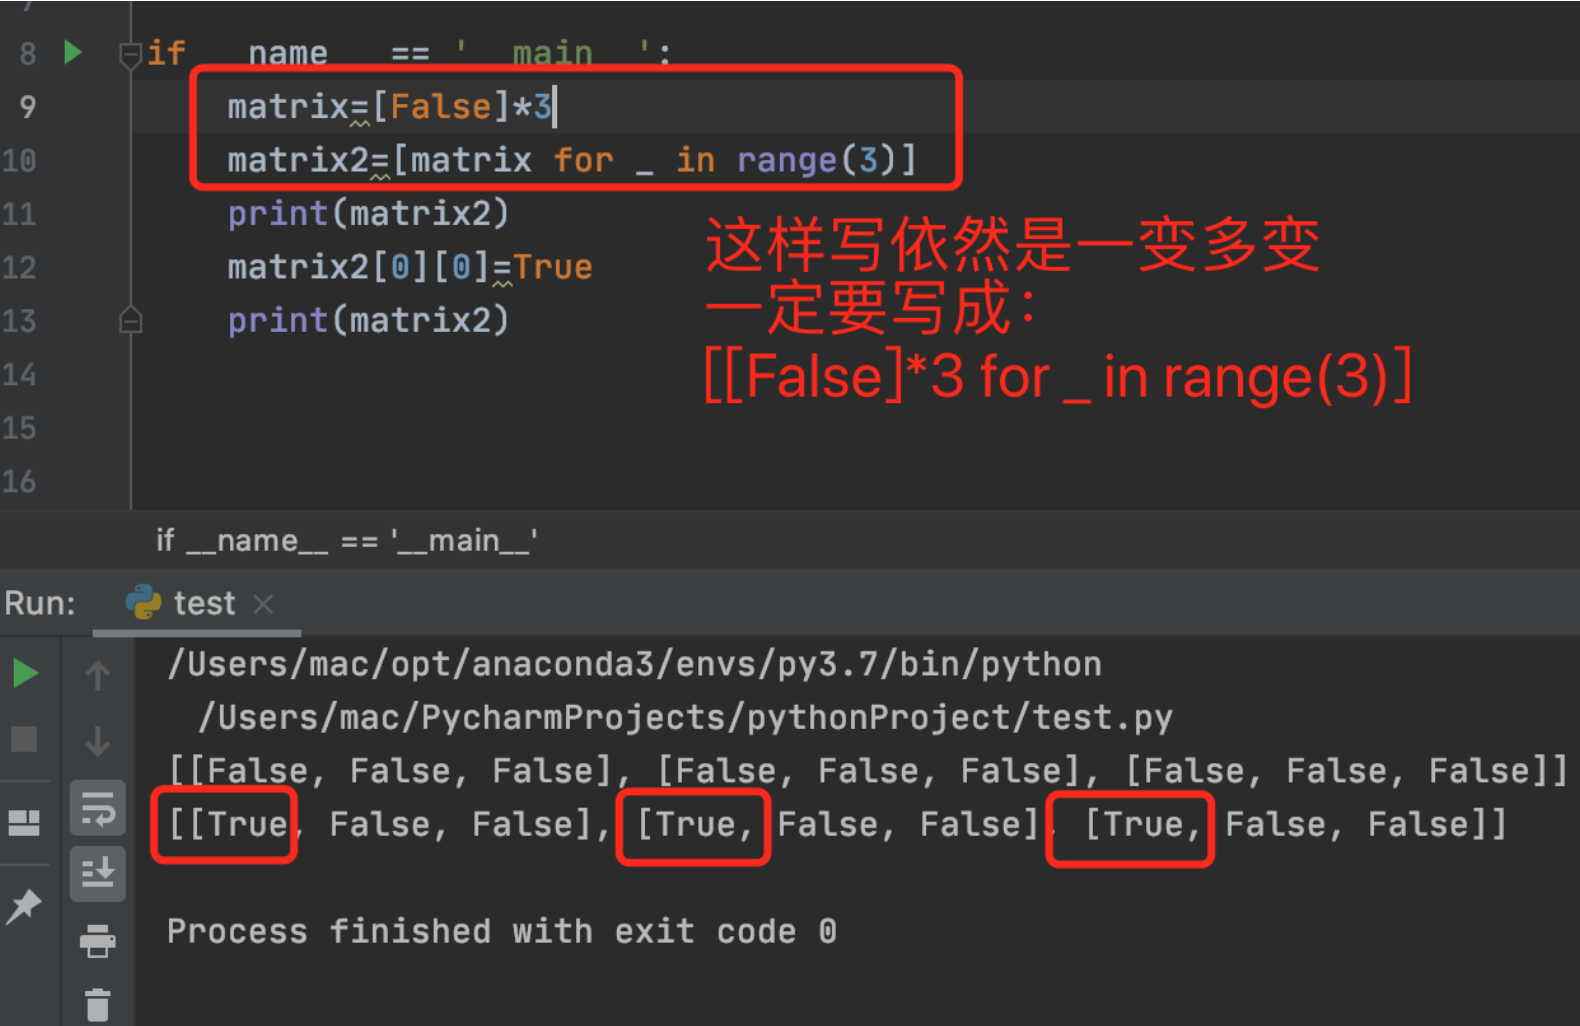 7
8 if __name__ == '__main__':
9 matrix=[False]*3
10 matrix2=[matrix for _ in range(3)]
11 print(matrix2)
12 matrix2[0][0]=True
13 print(matrix2)
14
15
16
这样写依然是一变多变
一定要写成：
[[False]*3 for _ in range(3)]
if __name__ == '__main__'
Run: test
/Users/mac/opt/anaconda3/envs/py3.7/bin/python
/Users/mac/PycharmProjects/pythonProject/test.py
[[False, False, False], [False, False, False], [False, False, False]]
[[True, False, False], [True, False, False], [True, False, False]]
Process finished with exit code 0